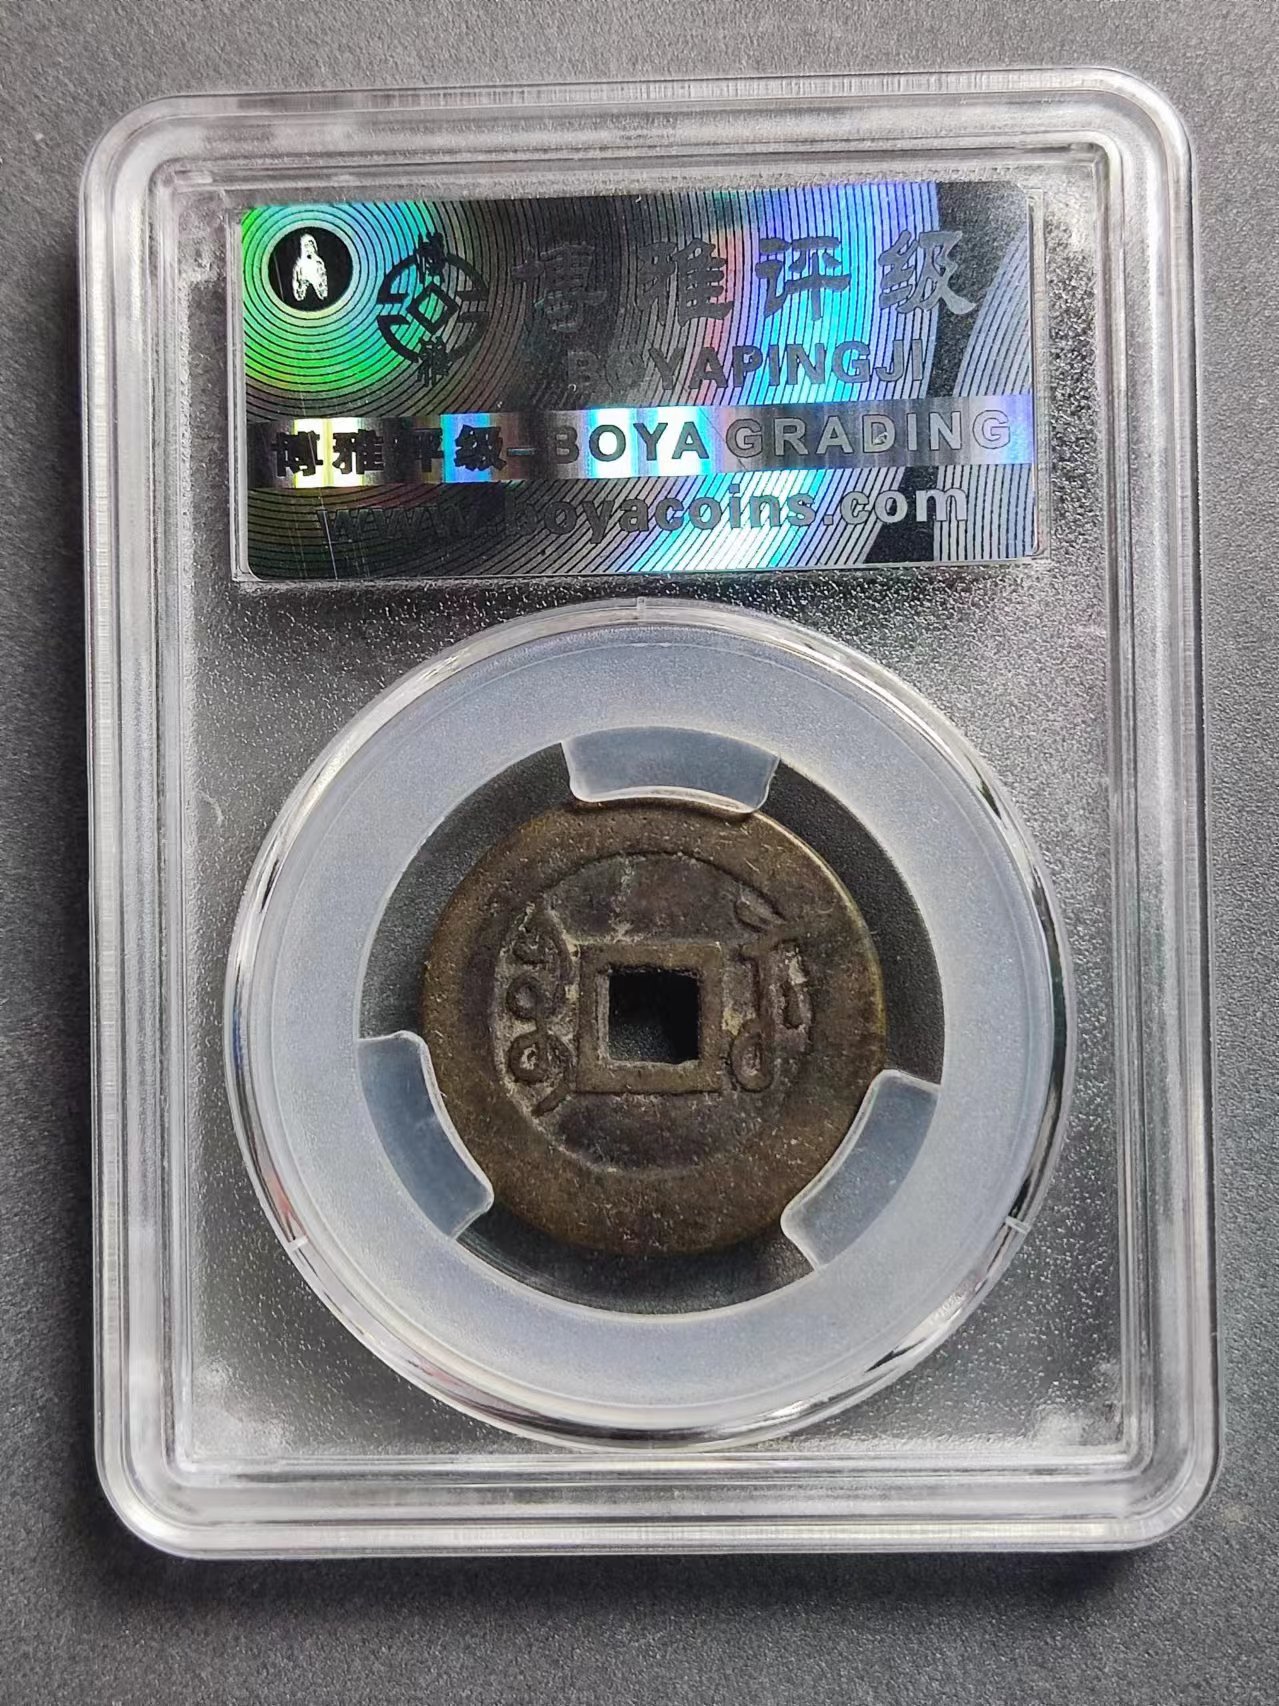 博雅评级
BOYAPINGJI
博雅评级-BOYA GRADING
www.boyacoins.com